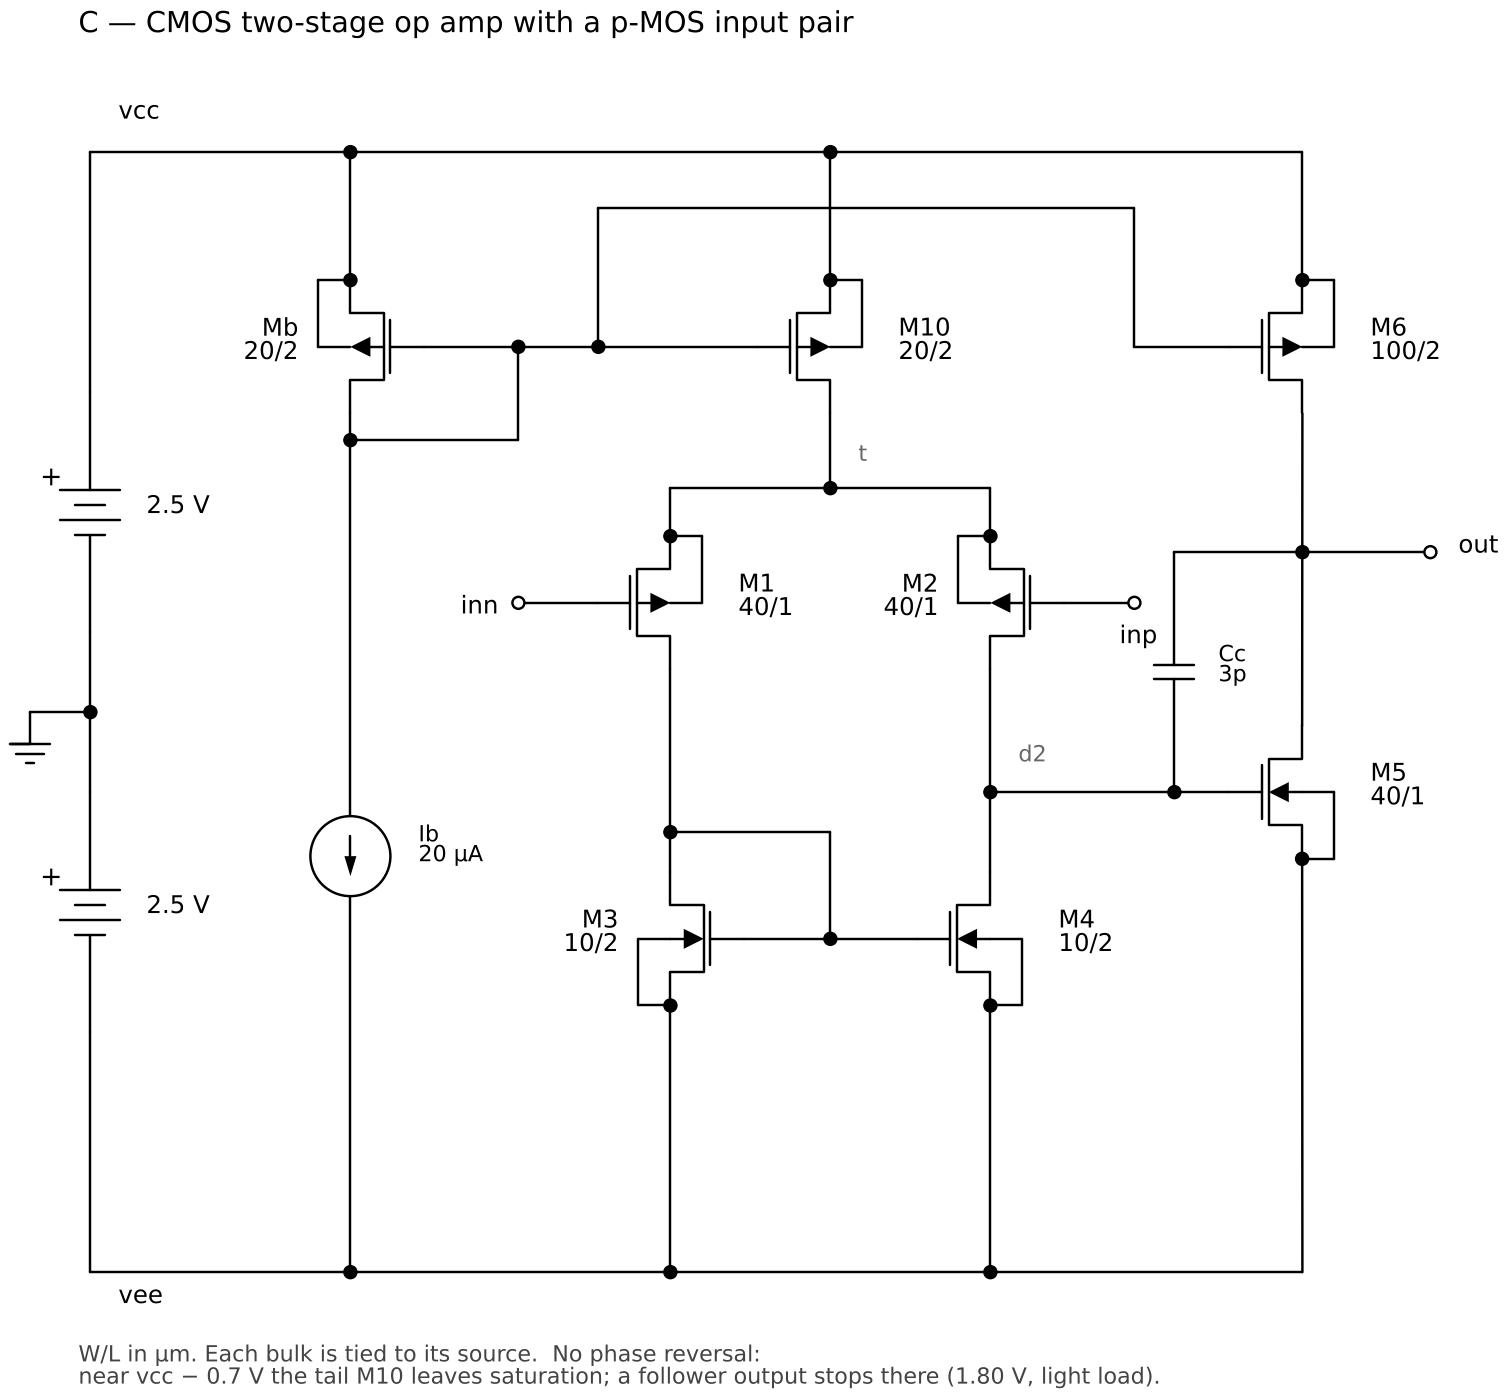 C — CMOS two-stage op amp with a p-MOS input pair
vcc
Mb
20/2
M10
20/2
M6
100/2
t
+
2.5 V
out
M1
40/1
M2
40/1
inn
inp
Cc
3p
d2
M5
40/1
Ib
20 µA
+
2.5 V
M3
10/2
M4
10/2
vee
W/L in µm. Each bulk is tied to its source.  No phase reversal:
near vcc − 0.7 V the tail M10 leaves saturation; a follower output stops there (1.80 V, light load).